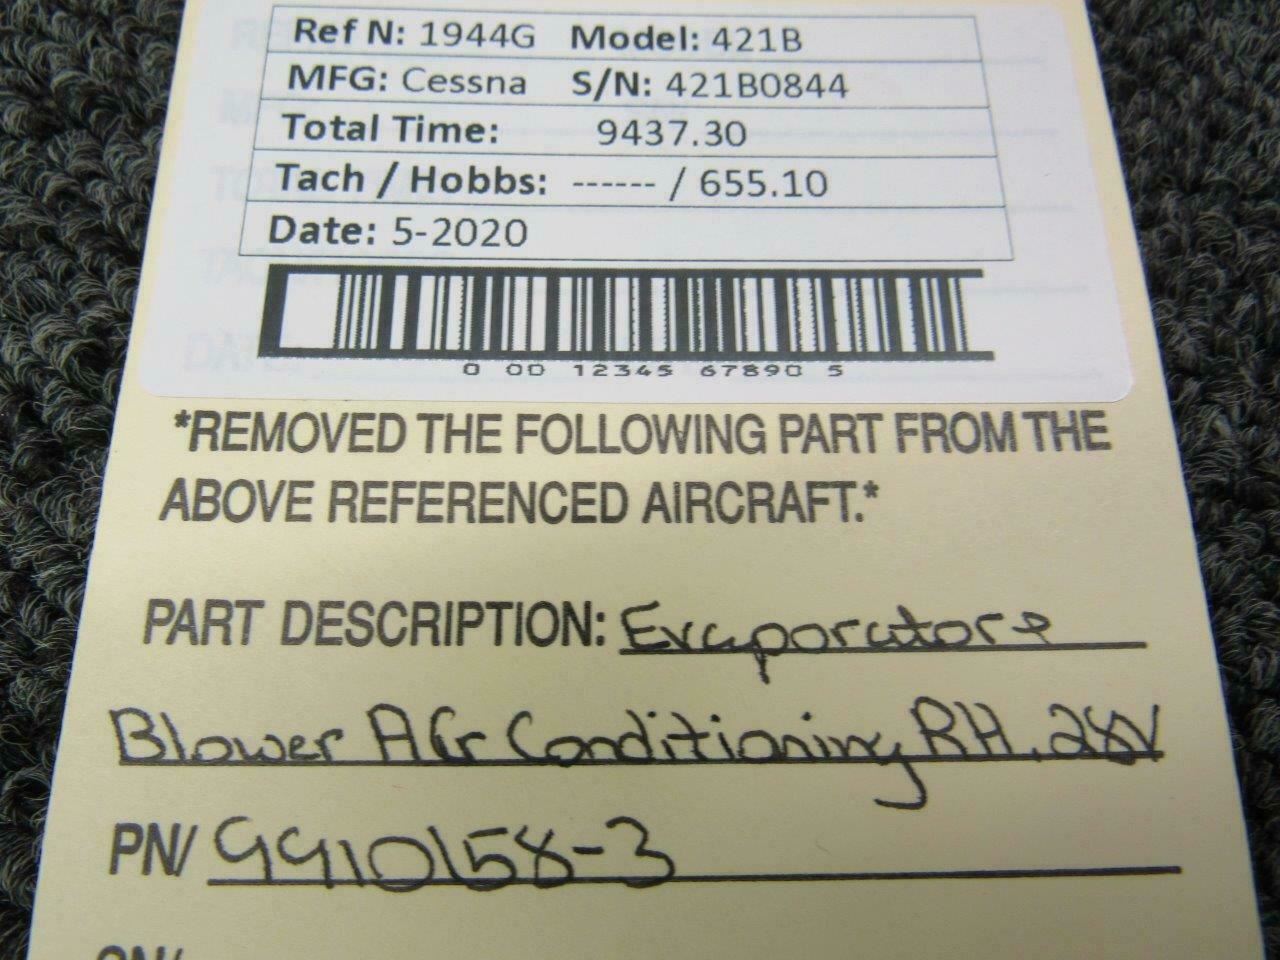 Ref N: 1944G Model: 421B
MFG: Cessna S/N: 421B0844
Total Time: 9437.30
Tach / Hobbs: ------ / 655.10
Date: 5-2020
0 00 12345 67890 5
*REMOVED THE FOLLOWING PART FROM THE
ABOVE REFERENCED AIRCRAFT.*
PART DESCRIPTION: Evaporatore
Blower Air Conditioning RH. 28V
PN/ 9910158-3
SN/